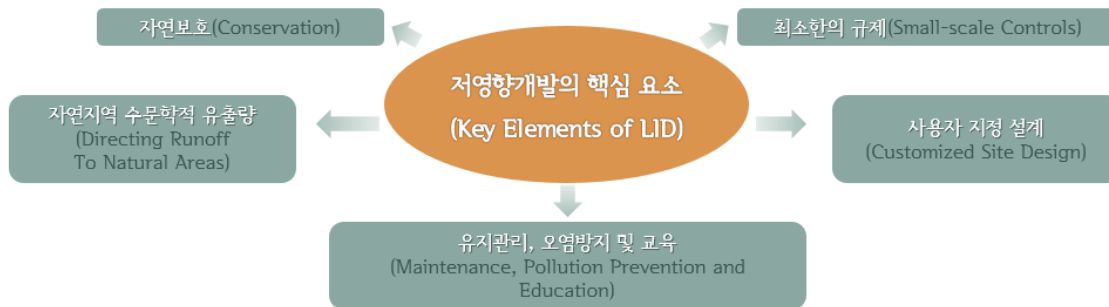 자연보호(Conservation)
최소한의 규제(Small-scale Controls)
저영향개발의 핵심 요소
(Key Elements of LID)
자연지역 수문학적 유출량
(Directing Runoff
To Natural Areas)
사용자 지정 설계
(Customized Site Design)
유지관리, 오염방지 및 교육
(Maintenance, Pollution Prevention and
Education)